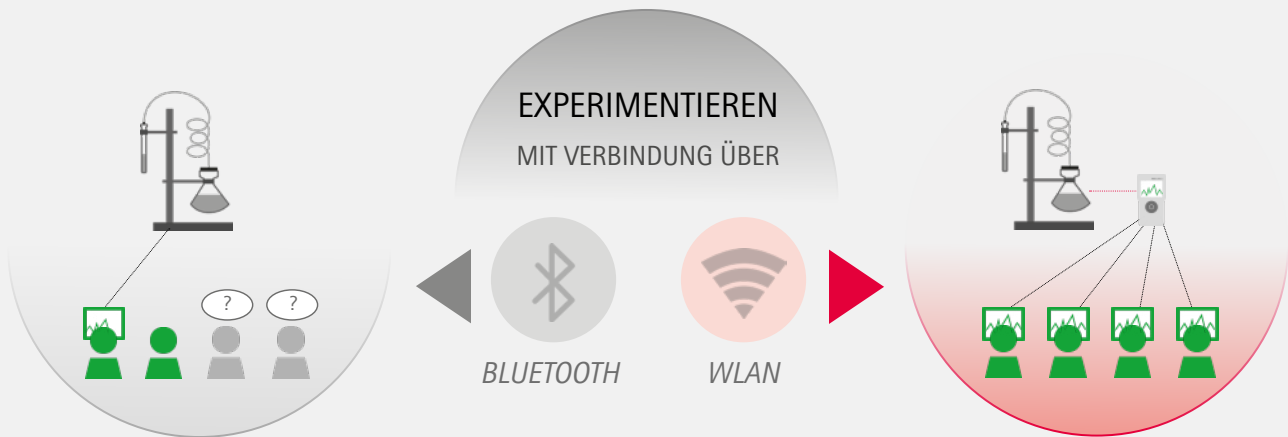 EXPERIMENTIEREN
MIT VERBINDUNG ÜBER
? ?
BLUETOOTH
WLAN